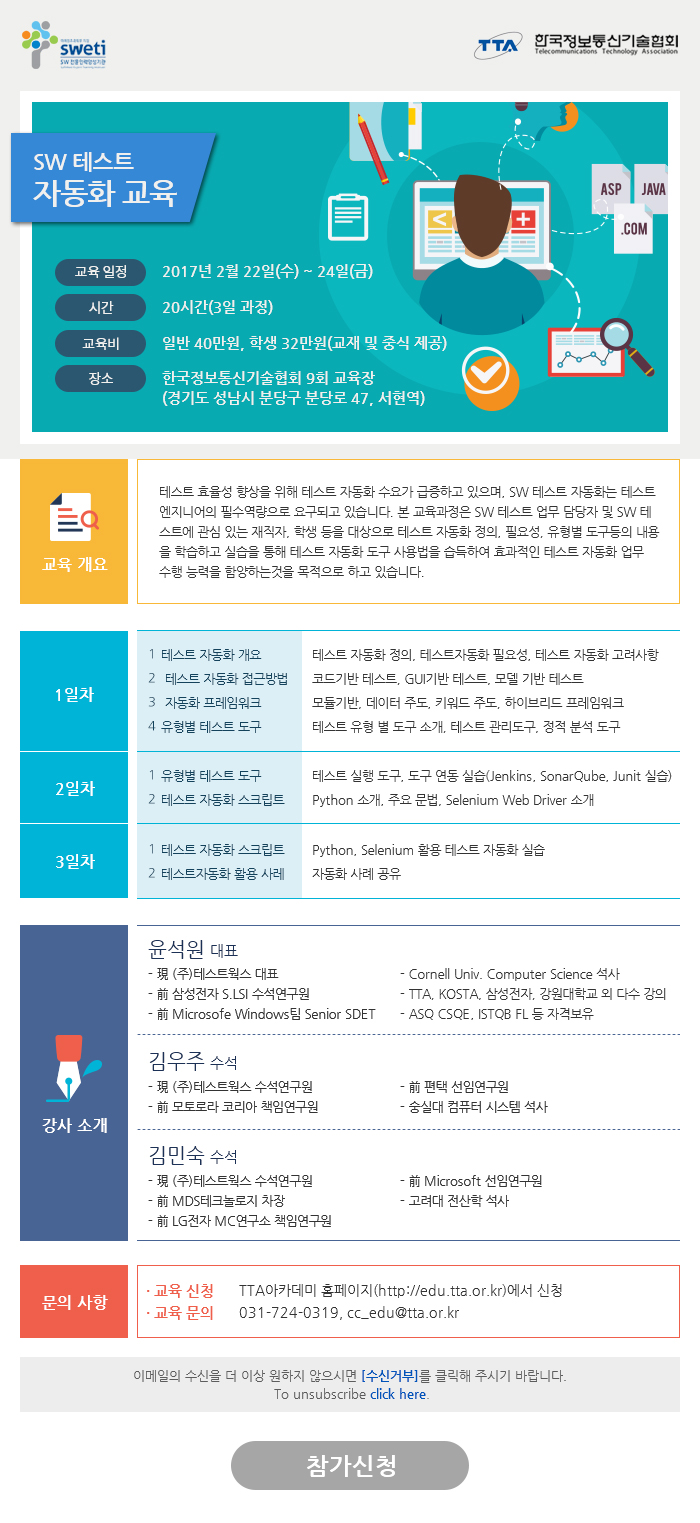 sweti
SW 전문인력양성기관
TTA 한국정보통신기술협회
Telecommunications Technology Association
SW 테스트
자동화 교육
ASP
JAVA
.COM
교육 일정 2017년 2월 22일(수) ~ 24일(금)
시간 20시간(3일 과정)
교육비 일반 40만원, 학생 32만원(교재 및 중식 제공)
장소 한국정보통신기술협회 9회 교육장
(경기도 성남시 분당구 분당로 47, 서현역)
교육 개요
테스트 효율성 향상을 위해 테스트 자동화 수요가 급증하고 있으며, SW 테스트 자동화는 테스트
엔지니어의 필수역량으로 요구되고 있습니다. 본 교육과정은 SW 테스트 업무 담당자 및 SW 테
스트에 관심 있는 재직자, 학생 등을 대상으로 테스트 자동화 정의, 필요성, 유형별 도구등의 내용
을 학습하고 실습을 통해 테스트 자동화 도구 사용법을 습득하여 효과적인 테스트 자동화 업무
수행 능력을 함양하는것을 목적으로 하고 있습니다.
1일차
1 테스트 자동화 개요 테스트 자동화 정의, 테스트자동화 필요성, 테스트 자동화 고려사항
2 테스트 자동화 접근방법 코드기반 테스트, GUI기반 테스트, 모델 기반 테스트
3 자동화 프레임워크 모듈기반, 데이터 주도, 키워드 주도, 하이브리드 프레임워크
4 유형별 테스트 도구 테스트 유형 별 도구 소개, 테스트 관리도구, 정적 분석 도구
2일차
1 유형별 테스트 도구 테스트 실행 도구, 도구 연동 실습(Jenkins, SonarQube, Junit 실습)
2 테스트 자동화 스크립트 Python 소개, 주요 문법, Selenium Web Driver 소개
3일차
1 테스트 자동화 스크립트 Python, Selenium 활용 테스트 자동화 실습
2 테스트자동화 활용 사레 자동화 사례 공유
강사 소개
윤석원 대표
- 現 (주)테스트웍스 대표 - Cornell Univ. Computer Science 석사
- 前 삼성전자 S.LSI 수석연구원 - TTA, KOSTA, 삼성전자, 강원대학교 외 다수 강의
- 前 Microsofe Windows팀 Senior SDET - ASQ CSQE, ISTQB FL 등 자격보유
김우주 수석
- 現 (주)테스트웍스 수석연구원 - 前 편택 선임연구원
- 前 모토로라 코리아 책임연구원 - 숭실대 컴퓨터 시스템 석사
김민숙 수석
- 現 (주)테스트웍스 수석연구원 - 前 Microsoft 선임연구원
- 前 MDS테크놀로지 차장 - 고려대 전산학 석사
- 前 LG전자 MC연구소 책임연구원
문의 사항
· 교육 신청 TTA아카데미 홈페이지(http://edu.tta.or.kr)에서 신청
· 교육 문의 031-724-0319, cc_edu@tta.or.kr
이메일의 수신을 더 이상 원하지 않으시면 [수신거부]를 클릭해 주시기 바랍니다.
To unsubscribe click here.
참가신청